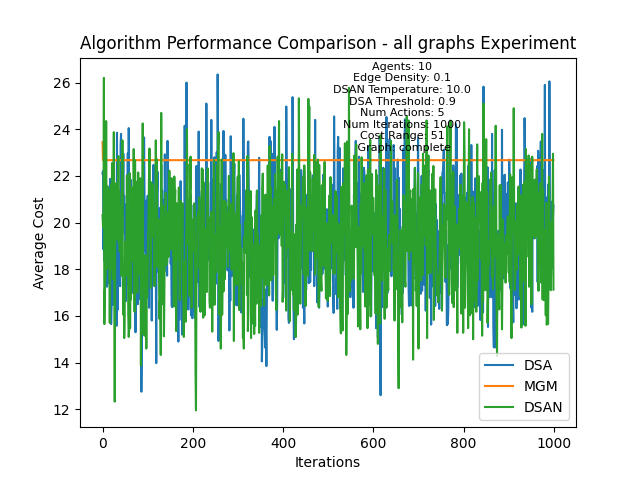 Algorithm Performance Comparison - all graphs Experiment
Agents: 10
Edge Density: 0.1
DSAN Temperature: 10.0
DSA Threshold: 0.9
Num Actions: 5
Num Iterations: 1000
Cost Range: 51
Graph: complete
Average Cost
26
24
22
20
18
16
14
12
0
200
400
600
800
1000
Iterations
DSA
MGM
DSAN